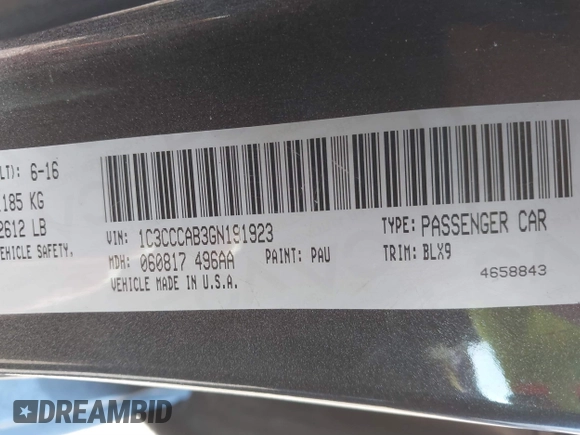 LT): 6-16
185 KG
2612 LB
EHICLE SAFETY,
VIN: 1C3CCCAB3GN191923
TYPE: PASSENGER CAR
MDH: 060817 496AA
PAINT: PAU
TRIM: BLX9
VEHICLE MADE IN U.S.A.
4658843
DREAMBID